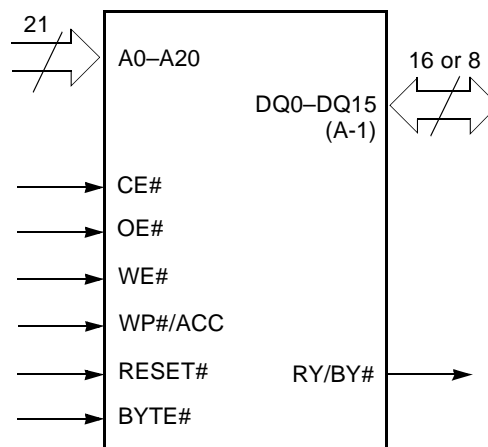 21
A0–A20
16 or 8
DQ0–DQ15
(A-1)
CE#
OE#
WE#
WP#/ACC
RESET#
RY/BY#
BYTE#